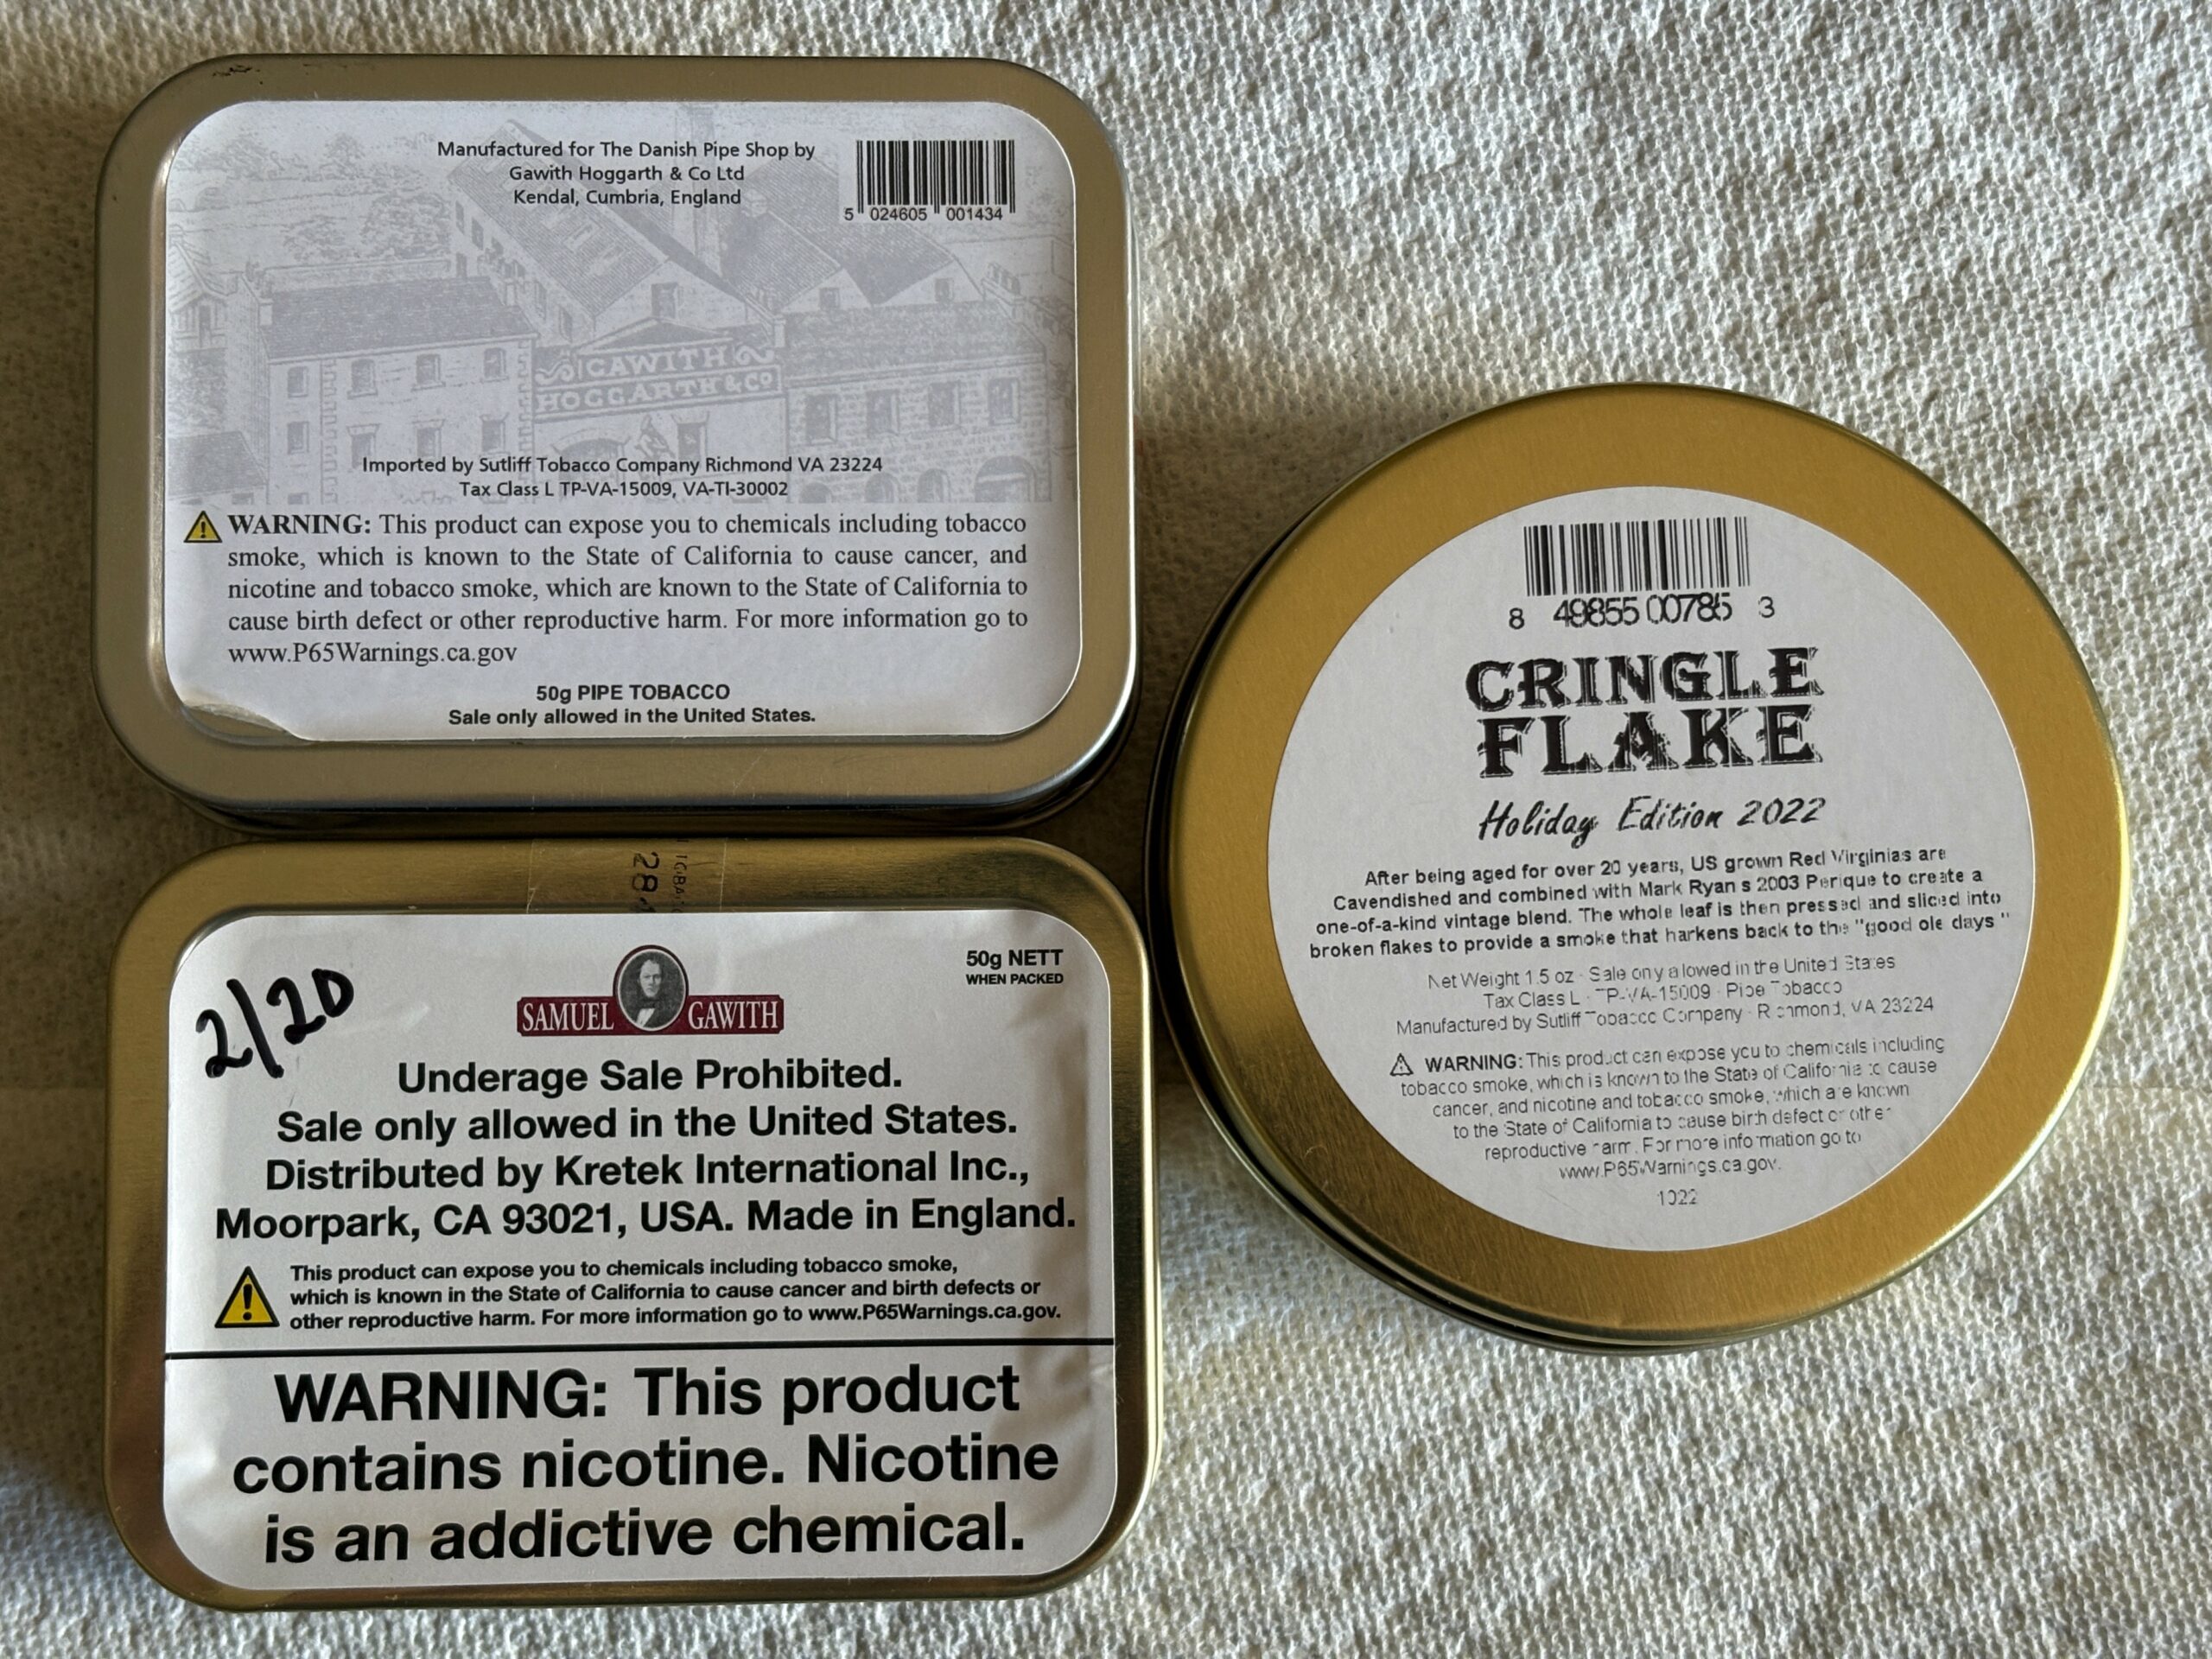 Manufactured for The Danish Pipe Shop by
Gawith Hoggarth & Co Ltd
Kendal, Cumbria, England
5 024605 001434
GAWITH
HOGGARTH & Co
Imported by Sutliff Tobacco Company Richmond VA 23224
Tax Class L TP-VA-15009, VA-TI-30002
WARNING: This product can expose you to chemicals including tobacco
smoke, which is known to the State of California to cause cancer, and
nicotine and tobacco smoke, which are known to the State of California to
cause birth defect or other reproductive harm. For more information go to
www.P65Warnings.ca.gov
50g PIPE TOBACCO
Sale only allowed in the United States.
2/20
SAMUEL GAWITH
50g NETT
WHEN PACKED
Underage Sale Prohibited.
Sale only allowed in the United States.
Distributed by Kretek International Inc.,
Moorpark, CA 93021, USA. Made in England.
This product can expose you to chemicals including tobacco smoke,
which is known in the State of California to cause cancer and birth defects or
other reproductive harm. For more information go to www.P65Warnings.ca.gov.
WARNING: This product
contains nicotine. Nicotine
is an addictive chemical.
8 49855 00785 3
CRINGLE
FLAKE
Holiday Edition 2022
After being aged for over 20 years, US grown Red Virginias are
Cavendished and combined with Mark Ryan s 2003 Perique to create a
one-of-a-kind vintage blend. The whole leaf is then pressed and sliced into
broken flakes to provide a smoke that harkens back to the "good ole days "
Net Weight 1.5 oz · Sale only allowed in the United States
Tax Class L · TP-VA-15009 · Pipe Tobacco
Manufactured by Sutliff Tobacco Company · Richmond, VA 23224
WARNING: This product can expose you to chemicals including
tobacco smoke, which is known to the State of California to cause
cancer, and nicotine and tobacco smoke, which are known
to the State of California to cause birth defect or other
reproductive harm. For more information go to
www.P65Warnings.ca.gov.
1022